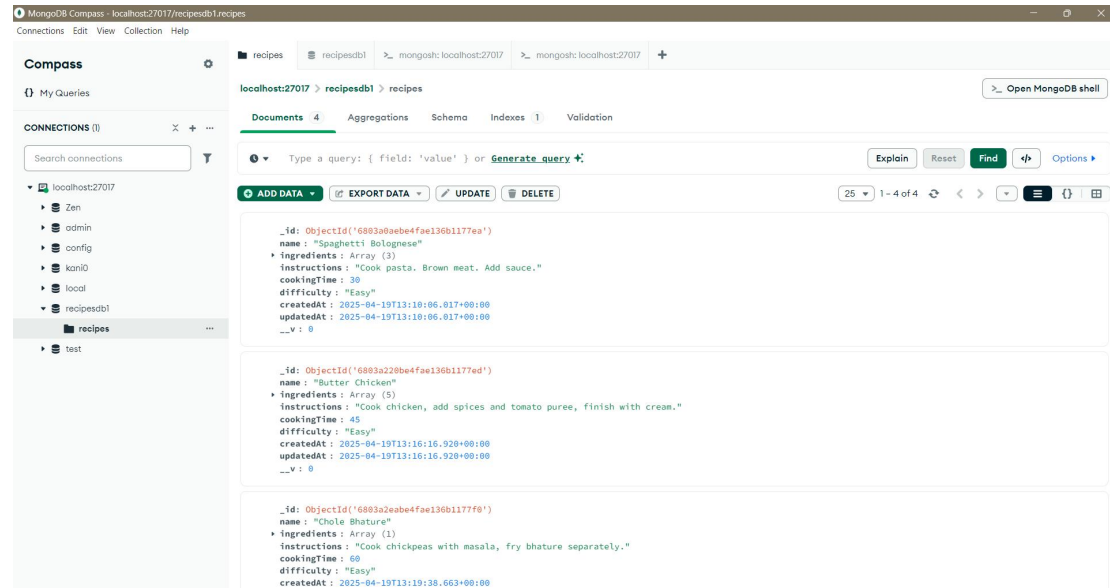 MongoDB Compass - localhost:27017/recipesdb1.recipes
Connections Edit View Collection Help
Compass
{} My Queries
CONNECTIONS (1)
Search connections
localhost:27017
Zen
admin
config
kani0
local
recipesdb1
recipes
test
recipes
recipesdb1
>_ mongosh: localhost:27017
>_ mongosh: localhost:27017
localhost:27017 > recipesdb1 > recipes
>_ Open MongoDB shell
Documents 4 Aggregations Schema Indexes 1 Validation
Type a query: { field: 'value' } or Generate query
Explain Reset Find </> Options
ADD DATA EXPORT DATA UPDATE DELETE
25 1 – 4 of 4
{}
_id: ObjectId('6803a0aebe4fae136b1177ea')
name : "Spaghetti Bolognese"
ingredients : Array (3)
instructions : "Cook pasta. Brown meat. Add sauce."
cookingTime : 30
difficulty : "Easy"
createdAt : 2025-04-19T13:10:06.017+00:00
updatedAt : 2025-04-19T13:10:06.017+00:00
__v : 0
_id: ObjectId('6803a220be4fae136b1177ed')
name : "Butter Chicken"
ingredients : Array (5)
instructions : "Cook chicken, add spices and tomato puree, finish with cream."
cookingTime : 45
difficulty : "Easy"
createdAt : 2025-04-19T13:16:16.920+00:00
updatedAt : 2025-04-19T13:16:16.920+00:00
__v : 0
_id: ObjectId('6803a2eabe4fae136b1177f0')
name : "Chole Bhature"
ingredients : Array (1)
instructions : "Cook chickpeas with masala, fry bhature separately."
cookingTime : 60
difficulty : "Easy"
createdAt : 2025-04-19T13:19:38.663+00:00